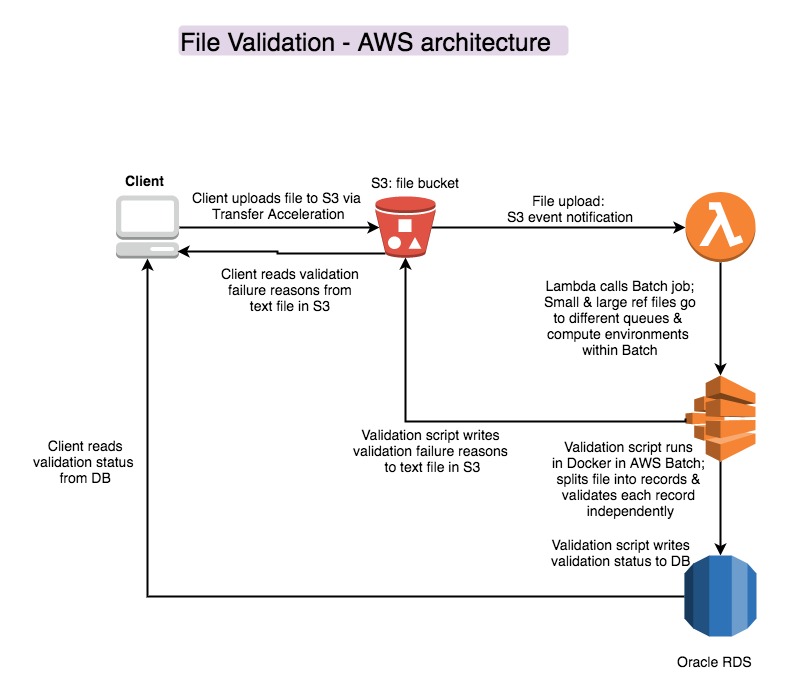 File Validation - AWS architecture
Client
S3: file bucket
Client uploads file to S3 via
Transfer Acceleration
File upload:
S3 event notification
λ
Client reads validation
failure reasons from
text file in S3
Lambda calls Batch job;
Small & large ref files go
to different queues &
compute environments
within Batch
Validation script writes
validation failure reasons
to text file in S3
Client reads
validation status
from DB
Validation script runs
in Docker in AWS Batch;
splits file into records &
validates each record
independently
Validation script writes
validation status to DB
Oracle RDS